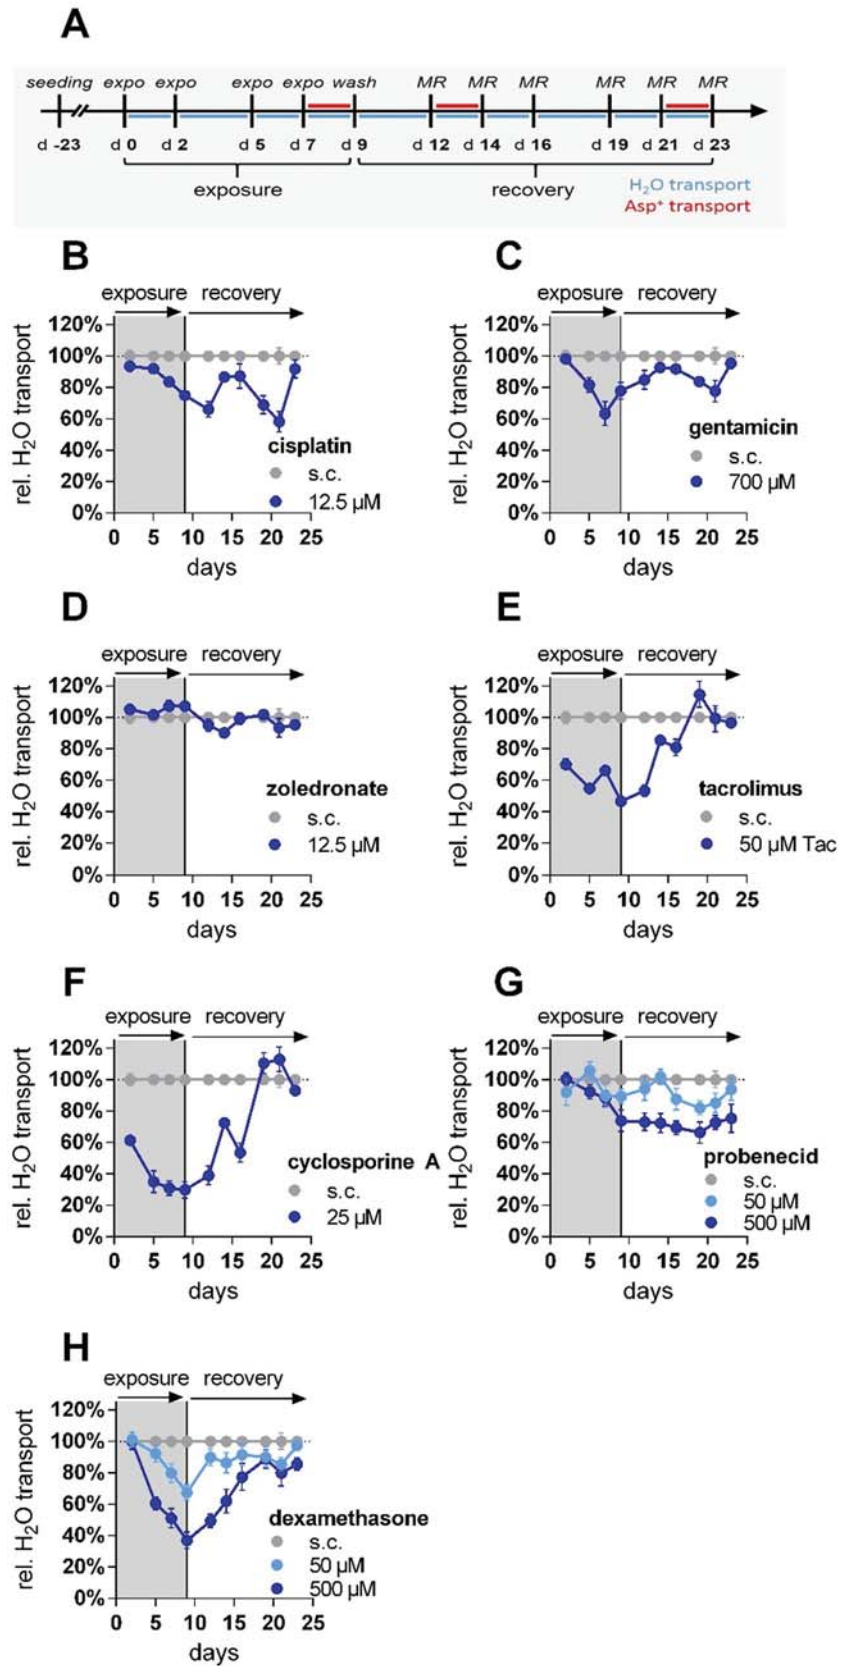 A
seeding expo expo expo expo wash MR MR MR MR MR MR
d -23 d 0 d 2 d 5 d 7 d 9 d 12 d 14 d 16 d 19 d 21 d 23
exposure recovery
H₂O transport
Asp⁺ transport
B
exposure recovery
rel. H₂O transport
120%
100%
80%
60%
40%
20%
0%
cisplatin
s.c.
12.5 µM
0 5 10 15 20 25
days
C
exposure recovery
rel. H₂O transport
120%
100%
80%
60%
40%
20%
0%
gentamicin
s.c.
700 µM
0 5 10 15 20 25
days
D
exposure recovery
rel. H₂O transport
120%
100%
80%
60%
40%
20%
0%
zoledronate
s.c.
12.5 µM
0 5 10 15 20 25
days
E
exposure recovery
rel. H₂O transport
120%
100%
80%
60%
40%
20%
0%
tacrolimus
s.c.
50 µM Tac
0 5 10 15 20 25
days
F
exposure recovery
rel. H₂O transport
120%
100%
80%
60%
40%
20%
0%
cyclosporine A
s.c.
25 µM
0 5 10 15 20 25
days
G
exposure recovery
rel. H₂O transport
120%
100%
80%
60%
40%
20%
0%
probenecid
s.c.
50 µM
500 µM
0 5 10 15 20 25
days
H
exposure recovery
rel. H₂O transport
120%
100%
80%
60%
40%
20%
0%
dexamethasone
s.c.
50 µM
500 µM
0 5 10 15 20 25
days